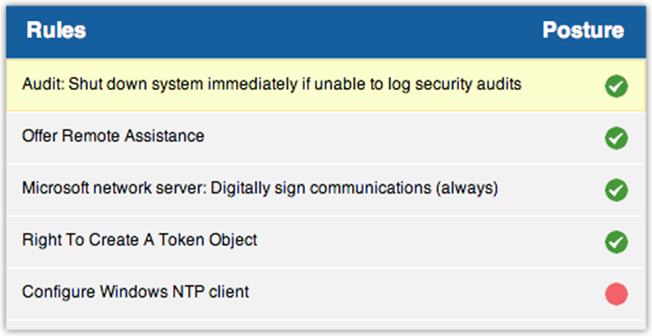 Rules Posture
Audit: Shut down system immediately if unable to log security audits
Offer Remote Assistance
Microsoft network server: Digitally sign communications (always)
Right To Create A Token Object
Configure Windows NTP client